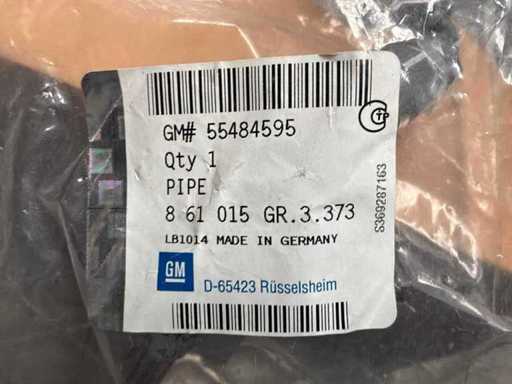 GM# 55484595
Qty 1
PIPE
8 61 015 GR.3.373
LB1014 MADE IN GERMANY
GM
D-65423 Rüsselsheim
S369287163